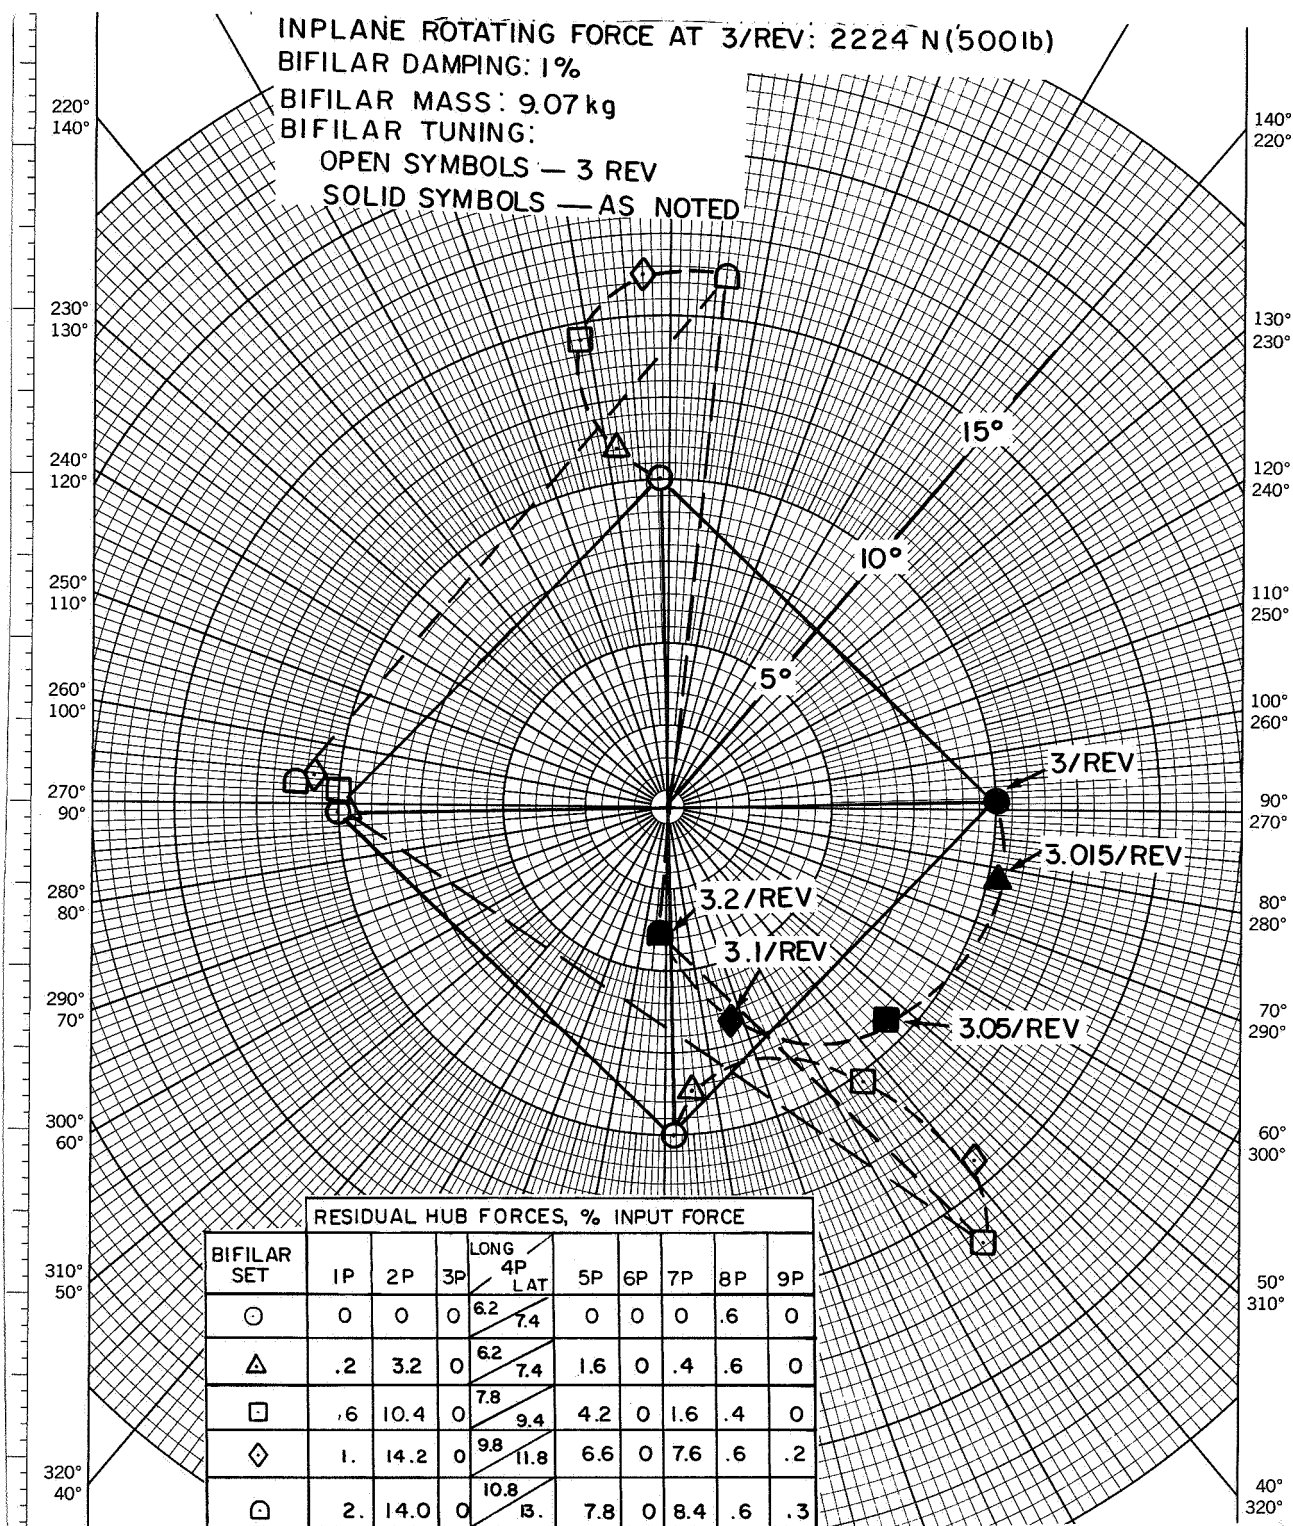 INPLANE ROTATING FORCE AT 3/REV: 2224 N (500 lb)
BIFILAR DAMPING: 1%
BIFILAR MASS: 9.07 kg
BIFILAR TUNING:
OPEN SYMBOLS — 3 REV
SOLID SYMBOLS — AS NOTED
220°
140°
230°
130°
240°
120°
250°
110°
260°
100°
270°
90°
280°
80°
290°
70°
300°
60°
310°
50°
320°
40°
140°
220°
130°
230°
120°
240°
110°
250°
100°
260°
90°
270°
80°
280°
70°
290°
60°
300°
50°
310°
40°
320°
15°
10°
5°
3/REV
3.015/REV
3.2/REV
3.1/REV
3.05/REV
RESIDUAL HUB FORCES, % INPUT FORCE
BIFILAR SET 1P 2P 3P LONG 4P LAT 5P 6P 7P 8P 9P
0 0 0 6.2 7.4 0 0 0 .6 0
.2 3.2 0 6.2 7.4 1.6 0 .4 .6 0
.6 10.4 0 7.8 9.4 4.2 0 1.6 .4 0
1. 14.2 0 9.8 11.8 6.6 0 7.6 .6 .2
2. 14.0 0 10.8 13. 7.8 0 8.4 .6 .3